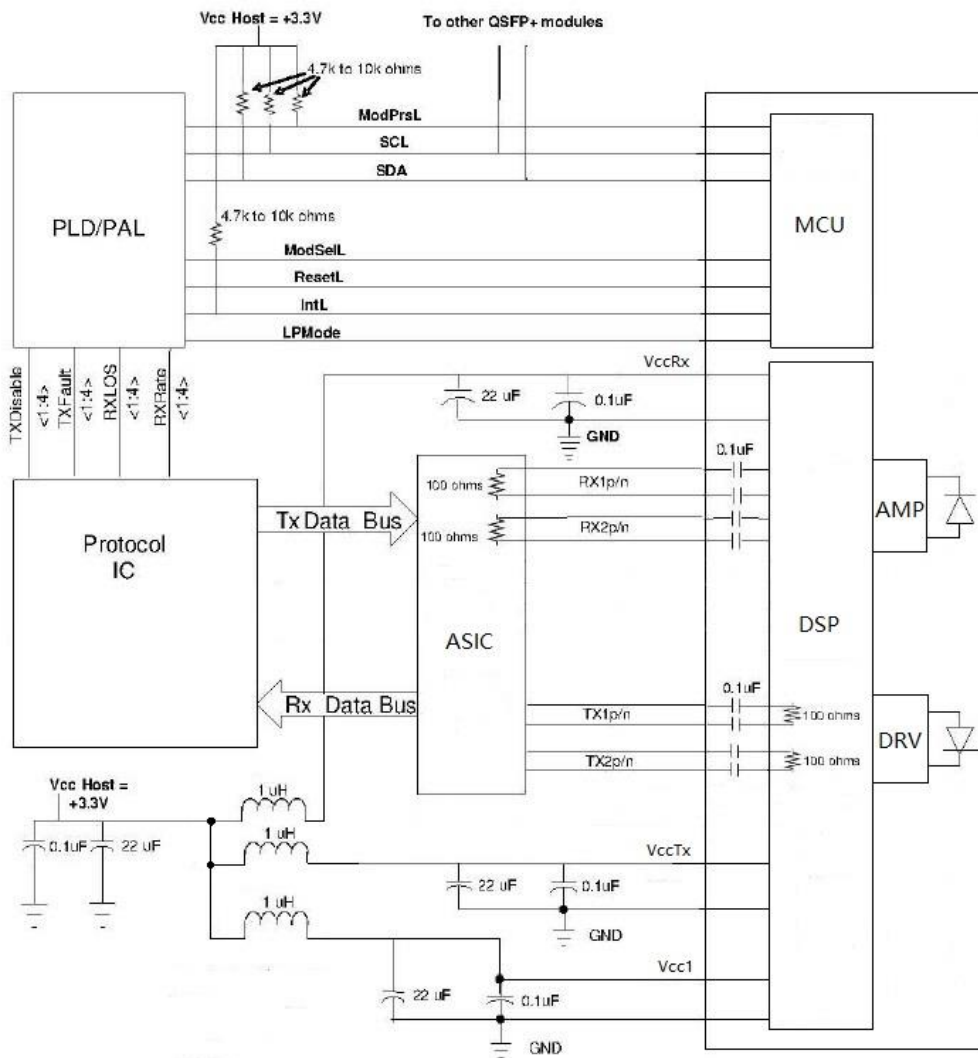 Vcc Host = +3.3V
To other QSFP+ modules
4.7k to 10k ohms
ModPrsL
SCL
SDA
PLD/PAL
MCU
4.7k to 10k ohms
ModSelL
ResetL
IntL
LPMode
TXDisable
<1:4>
TXFault
<1:4>
RXLOS
<1:4>
RXRate
<1:4>
VccRx
22 uF
0.1uF
GND
0.1uF
100 ohms
RX1p/n
AMP
Tx Data Bus
100 ohms
RX2p/n
Protocol
IC
DSP
ASIC
Rx Data Bus
0.1uF
TX1p/n
100 ohms
DRV
TX2p/n
100 ohms
Vcc Host =
+3.3V
1 uH
0.1uF
22 uF
1 uH
VccTx
22 uF
0.1uF
1 uH
GND
Vcc1
22 uF
0.1uF
GND